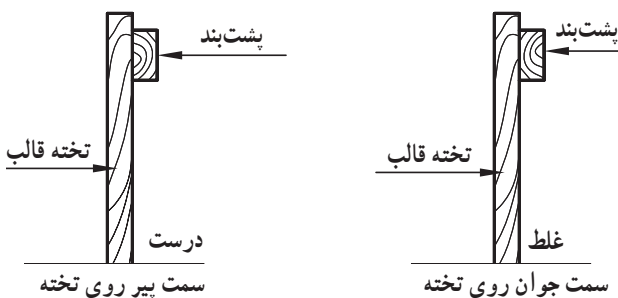 پشت‌بند
تخته قالب
غلط
سمت جوان روی تخته
پشت‌بند
تخته قالب
درست
سمت پیر روی تخته